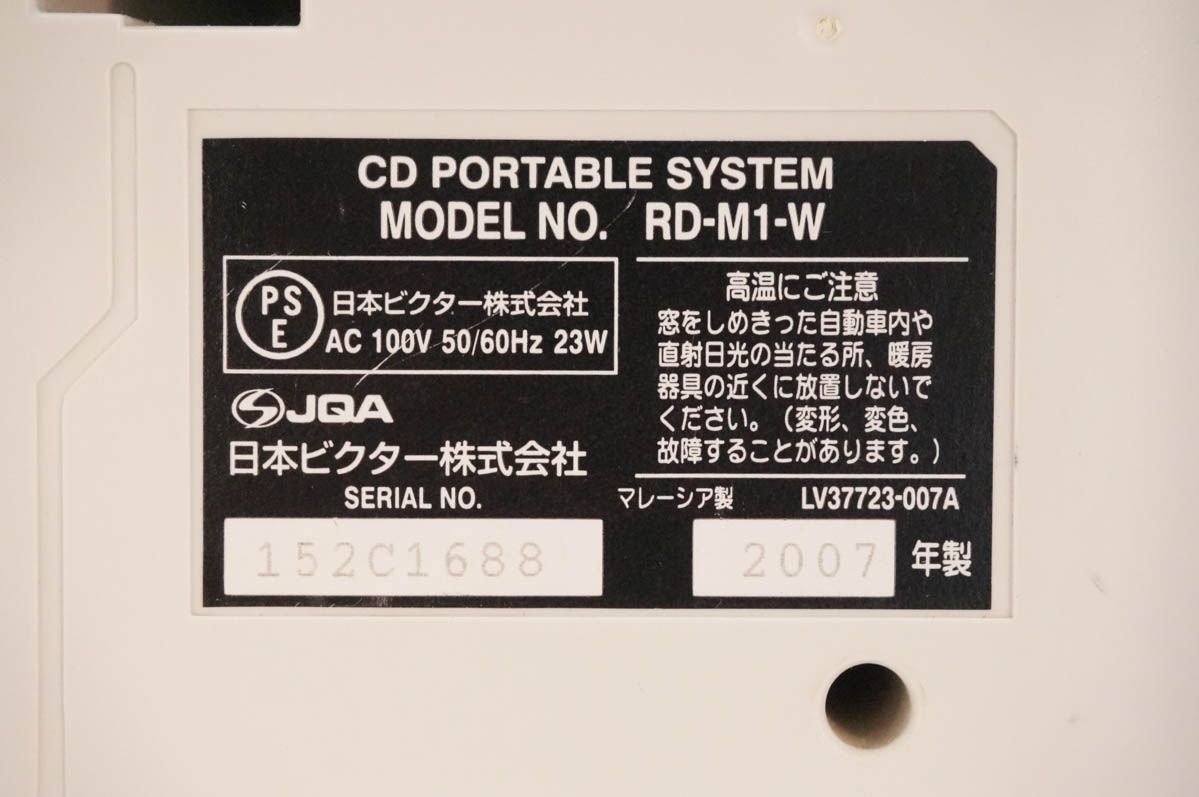 CD PORTABLE SYSTEM
MODEL NO. RD-M1-W
PS
E
日本ビクター株式会社
AC 100V 50/60Hz 23W
JQA
日本ビクター株式会社
SERIAL NO.
152C1688
高温にご注意
窓をしめきった自動車内や
直射日光の当たる所、暖房
器具の近くに放置しないで
ください。(変形、変色、
故障することがあります。)
マレーシア製 LV37723-007A
2007 年製